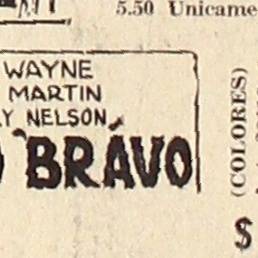 5.50 Unicame
WAYNE
MARTIN
Y NELSON
BRAVO
(COLORES)
$